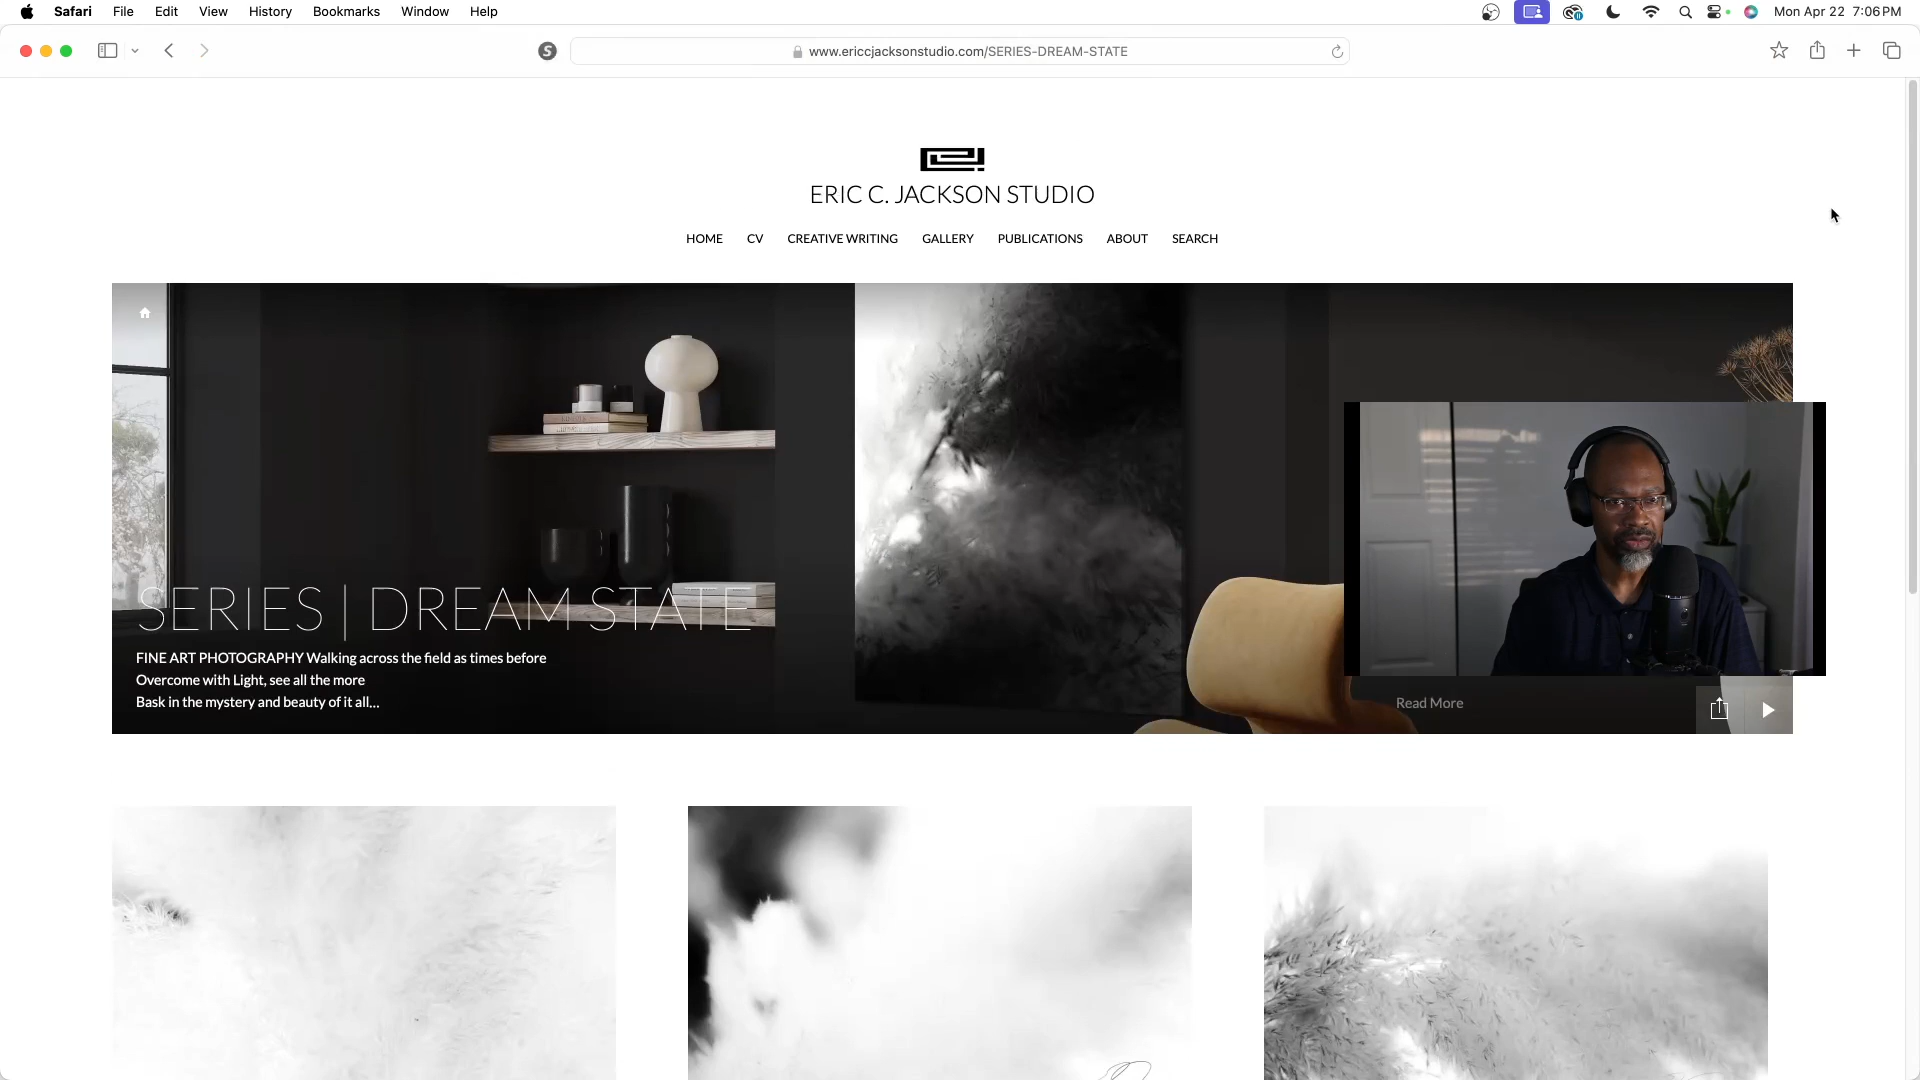 Safari File Edit View History Bookmarks Window Help Mon Apr 22 7:06 PM
www.ericcjacksonstudio.com/SERIES-DREAM-STATE
ERIC C. JACKSON STUDIO
HOME CV CREATIVE WRITING GALLERY PUBLICATIONS ABOUT SEARCH
SERIES | DREAM STATE
FINE ART PHOTOGRAPHY Walking across the field as times before
Overcome with Light, see all the more
Bask in the mystery and beauty of it all...
Read More